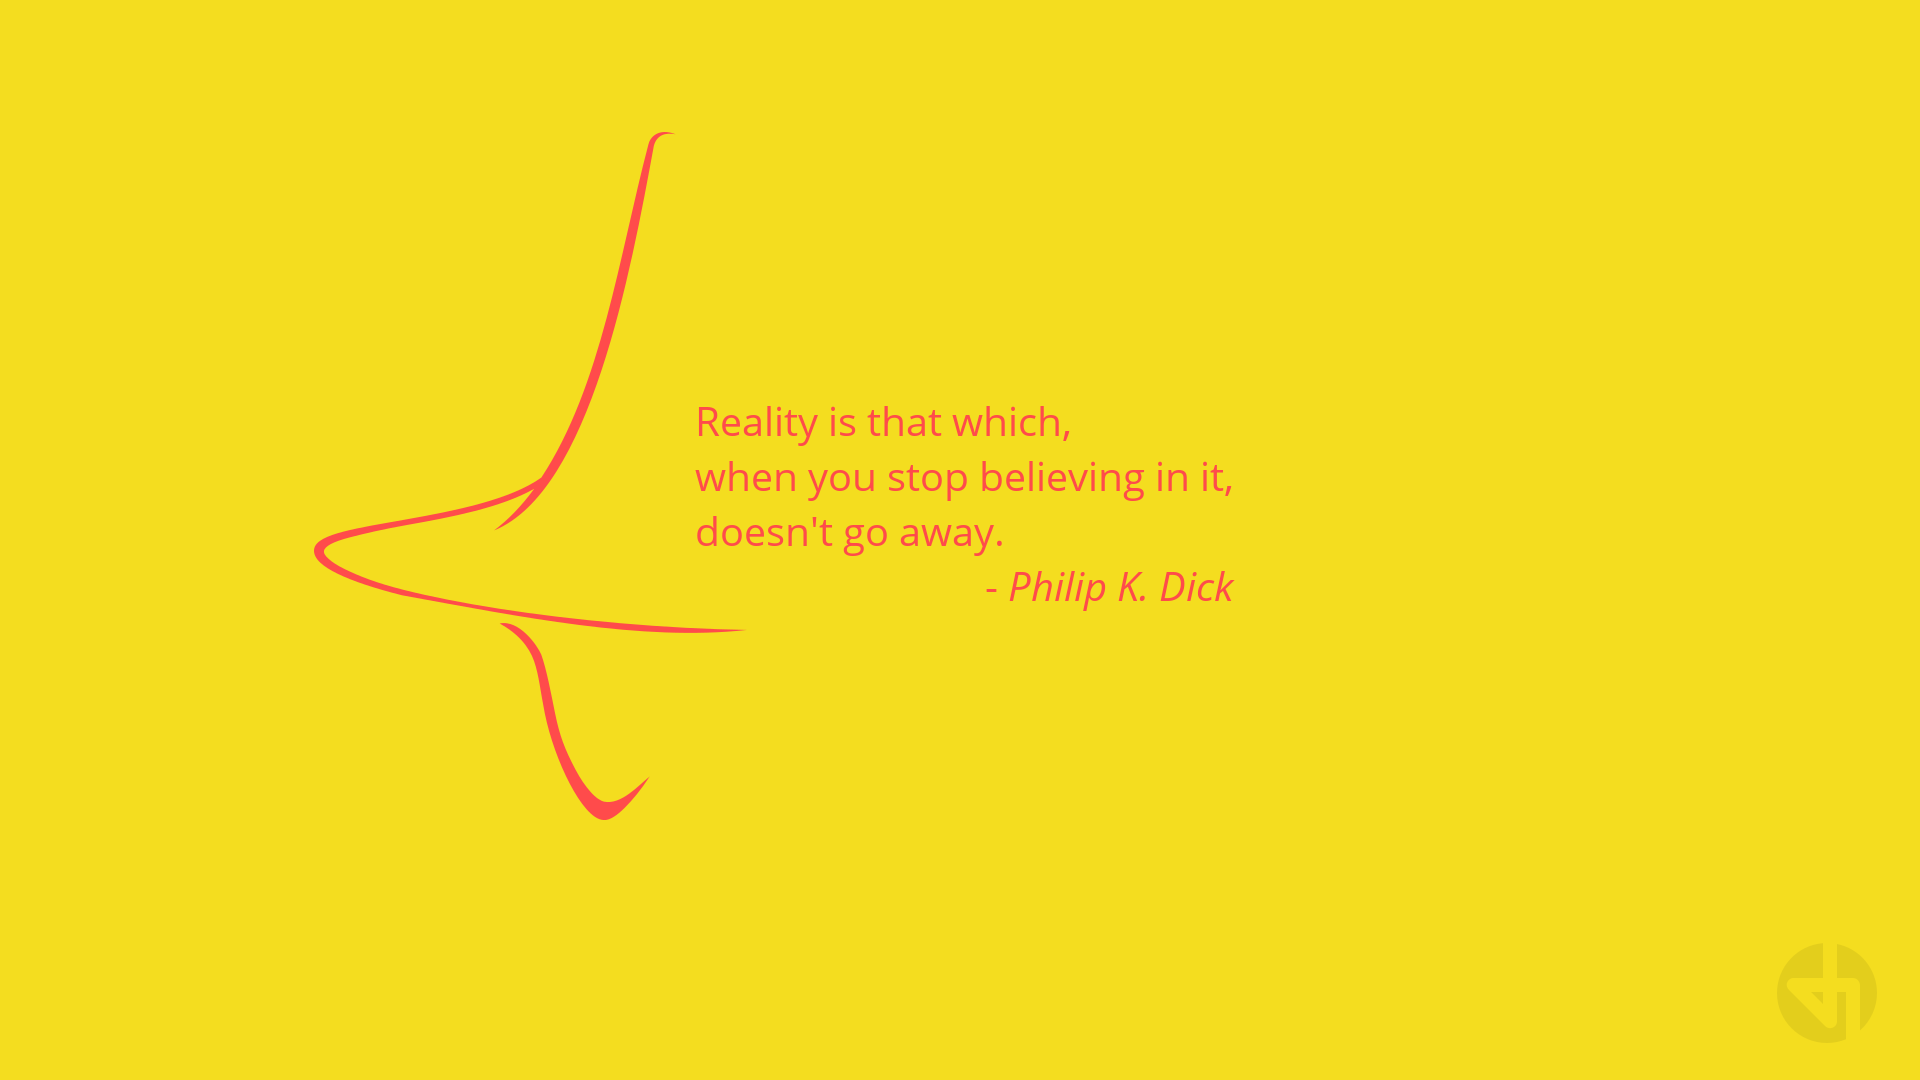 Reality is that which,
when you stop believing in it,
doesn't go away.
- Philip K. Dick